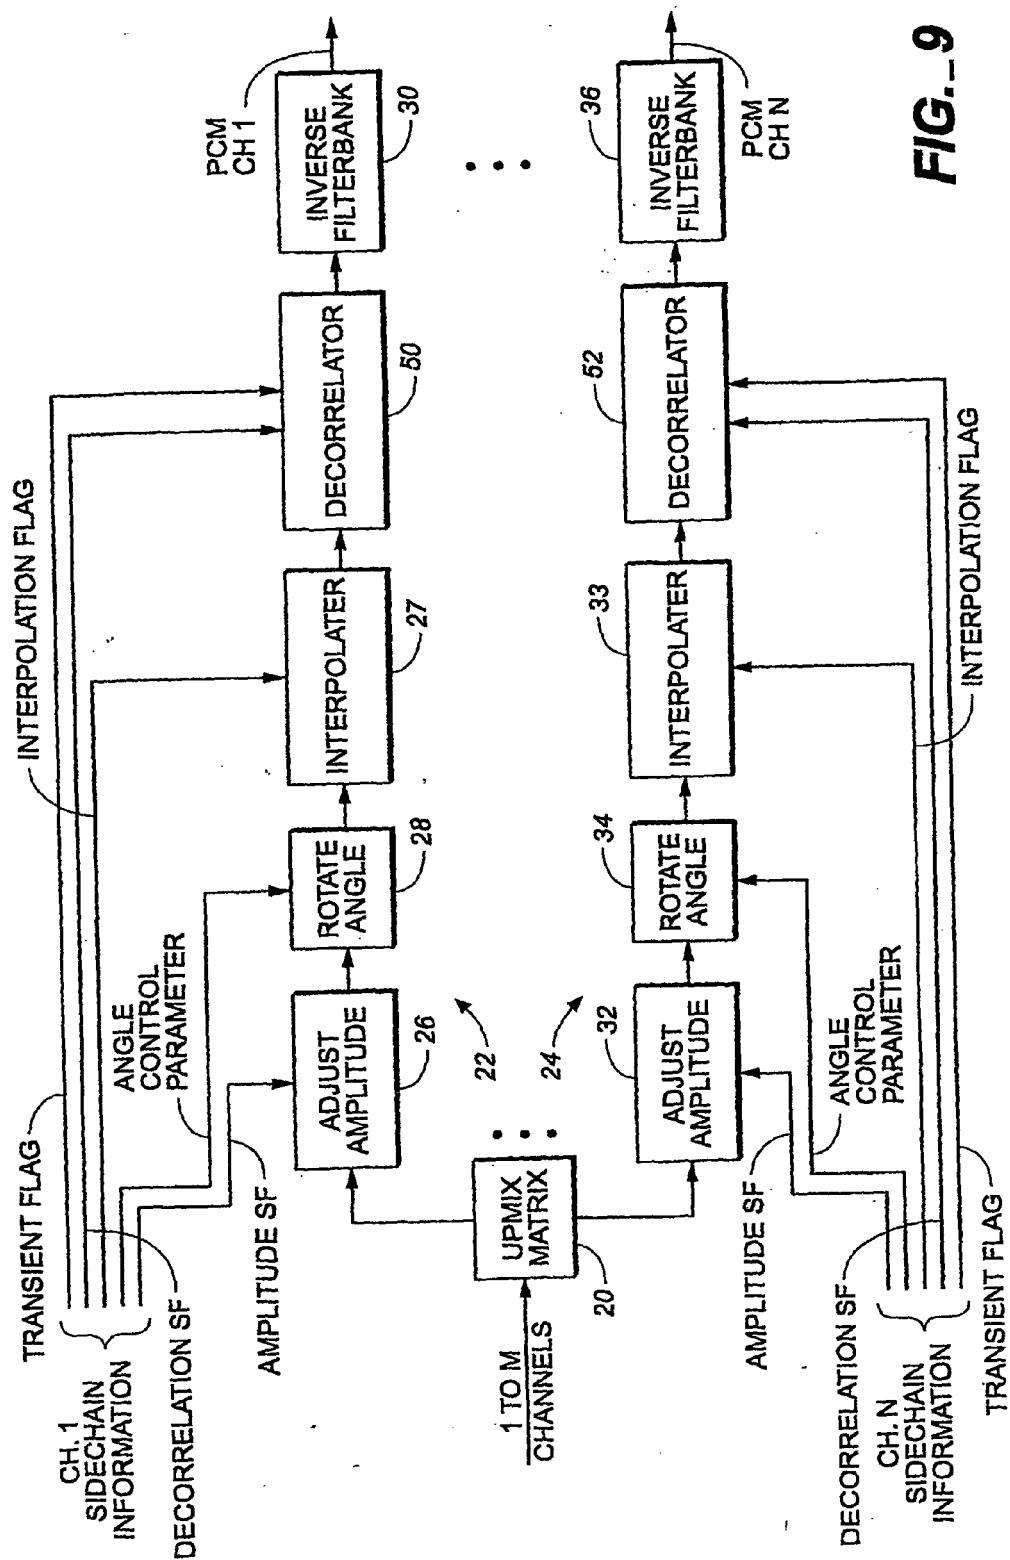 CH. 1
SIDECHAIN
INFORMATION
TRANSIENT FLAG
DECORRELATION SF
AMPLITUDE SF
ANGLE
CONTROL
PARAMETER
INTERPOLATION FLAG
1 TO M
CHANNELS
UPMIX
MATRIX
20
22
24
ADJUST
AMPLITUDE
26
ROTATE
ANGLE
28
INTERPOLATER
27
DECORRELATOR
50
INVERSE
FILTERBANK
30
PCM
CH 1
ADJUST
AMPLITUDE
32
ROTATE
ANGLE
34
INTERPOLATER
33
DECORRELATOR
52
INVERSE
FILTERBANK
36
PCM
CH N
AMPLITUDE SF
ANGLE
CONTROL
PARAMETER
INTERPOLATION FLAG
DECORRELATION SF
CH. N
SIDECHAIN
INFORMATION
TRANSIENT FLAG
FIG._9